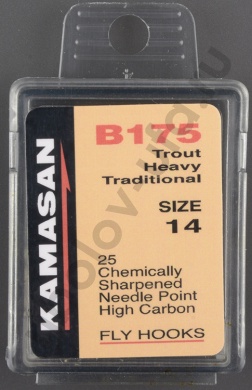 KAMASAN
B175
Trout
Heavy
Traditional
SIZE
14
25
Chemically
Sharpened
Needle Point
High Carbon
FLY HOOKS